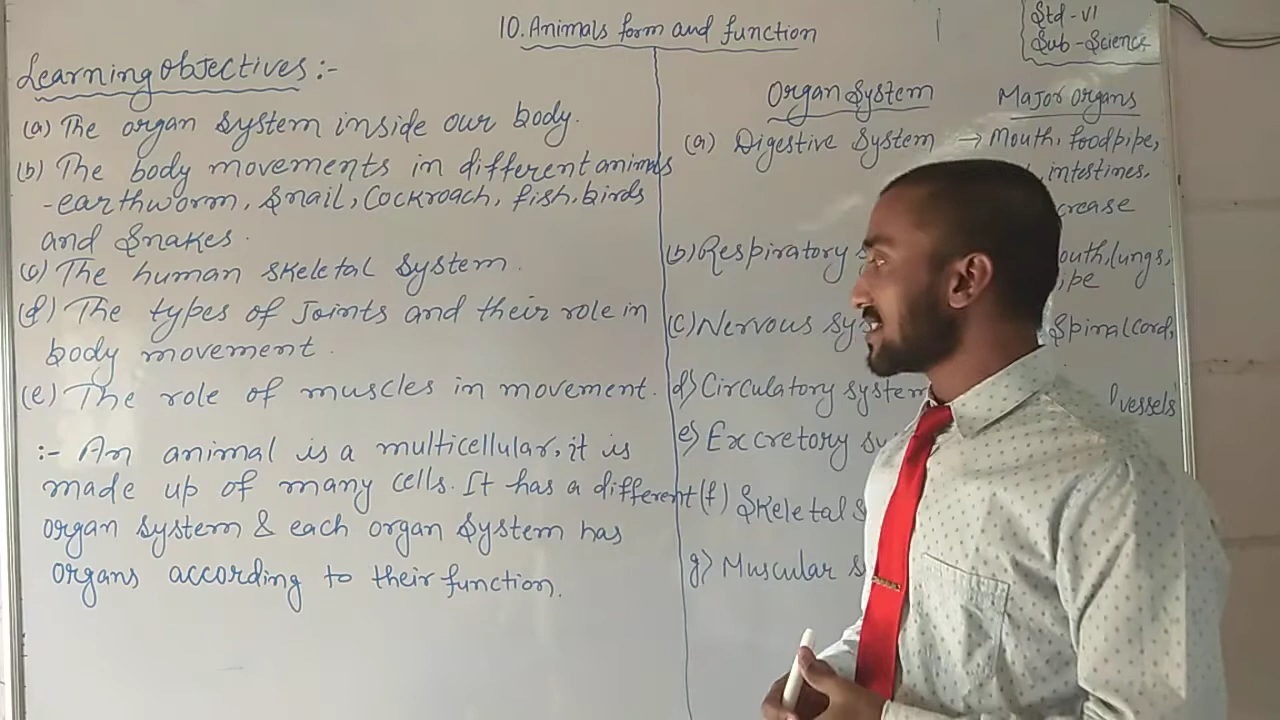 10. Animals form and function
Std - VI
Sub - Science
Learning Objectives :-
(a) The organ system inside our body.
(b) The body movements in different animals
- earthworm, Snail, Cockroach, fish, birds
and Snakes.
(c) The human skeletal system.
(d) The types of Joints and their role in
body movement.
(e) The role of muscles in movement.
:- An animal is a multicellular, it is
made up of many cells. It has a different
organ system & each organ system has
organs according to their function.
Organ System Major organs
(a) Digestive System → Mouth, foodpipe,
intestines,
(b) Respiratory lungs,
(c) Nervous Spinal cord,
d) Circulatory system vessels
e) Excretory
(f) Skeletal
g) Muscular